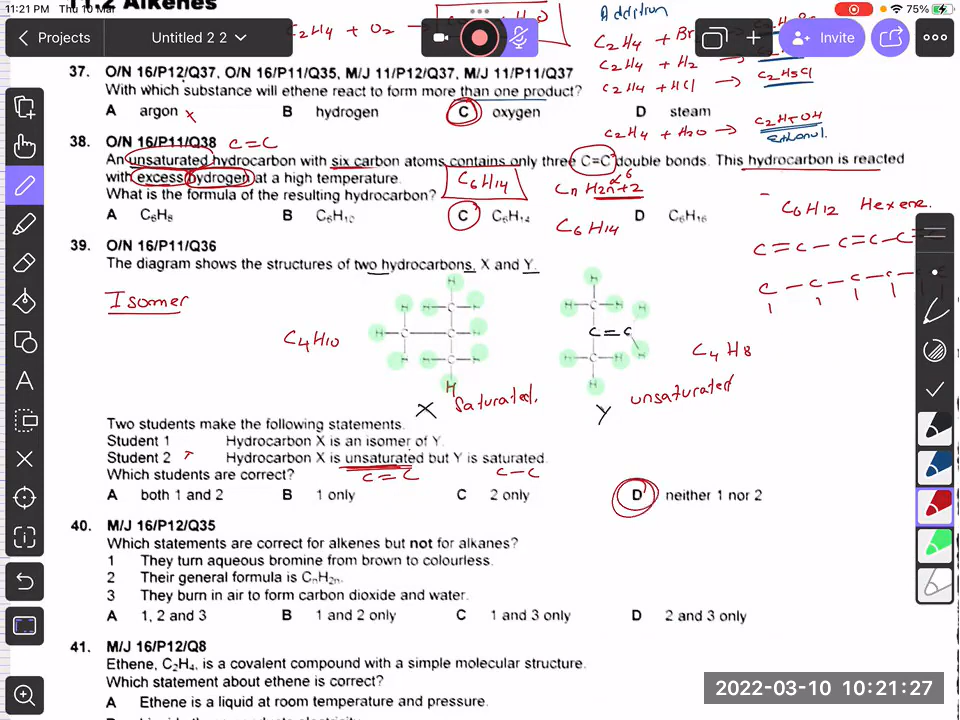 11:21 PM Thu 10 Mar
75%
11.2 Alkenes
Projects
Untitled 2 2
Invite
C2H4 + O2
Addition
C2H4 + Br
C2H4 + H2 →
C2H4 + HCl → C2H5Cl
C2H4 + H2O → C2H5OH
Ethanol.
37. O/N 16/P12/Q37, O/N 16/P11/Q35, M/J 11/P12/Q37, M/J 11/P11/Q37
With which substance will ethene react to form more than one product?
A argon x B hydrogen C oxygen D steam
38. O/N 16/P11/Q38 C=C
An unsaturated hydrocarbon with six carbon atoms contains only three C=C double bonds. This hydrocarbon is reacted
with excess hydrogen at a high temperature. C6H14 Cn H2n+2
What is the formula of the resulting hydrocarbon?
A C6H8 B C6H12 C C6H14 D C6H16
C6H14
C6H12 Hexene.
C=C-C=C-C=C
C-C-C-C-
39. O/N 16/P11/Q36
The diagram shows the structures of two hydrocarbons, X and Y.
Isomer
C4H10
C=C
C4H8
H
X Saturated.
Y unsaturated
Two students make the following statements.
Student 1 Hydrocarbon X is an isomer of Y.
Student 2 x Hydrocarbon X is unsaturated but Y is saturated.
Which students are correct? C=C C-C
A both 1 and 2 B 1 only C 2 only D neither 1 nor 2
40. M/J 16/P12/Q35
Which statements are correct for alkenes but not for alkanes?
1 They turn aqueous bromine from brown to colourless.
2 Their general formula is CnH2n.
3 They burn in air to form carbon dioxide and water.
A 1, 2 and 3 B 1 and 2 only C 1 and 3 only D 2 and 3 only
41. M/J 16/P12/Q8
Ethene, C2H4, is a covalent compound with a simple molecular structure.
Which statement about ethene is correct?
A Ethene is a liquid at room temperature and pressure.
2022-03-10 10:21:27